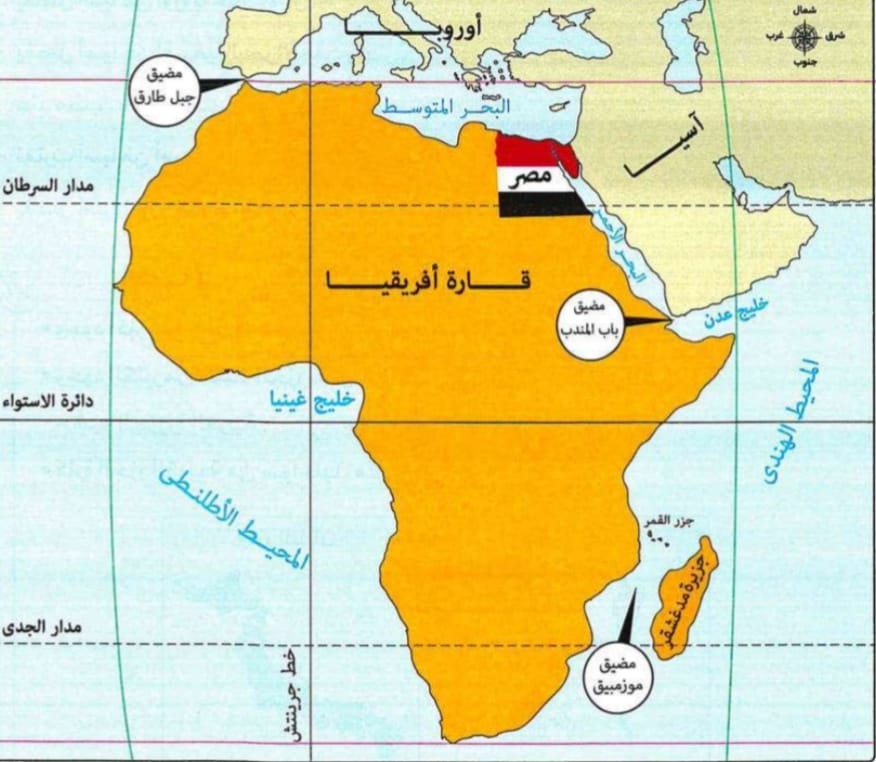 شمال
شرق
غرب
جنوب
أوروبا
مضيق
جبل طارق
البحر المتوسط
آسيا
مدار السرطان
مصر
البحر الأحمر
قارة أفريقيا
مضيق
باب المندب
خليج عدن
دائرة الاستواء
خليج غينيا
المحيط الهندى
المحيط الأطلنطى
جزر القمر
جزيرة مدغشقر
مدار الجدى
مضيق
موزمبيق
خط جرينتش